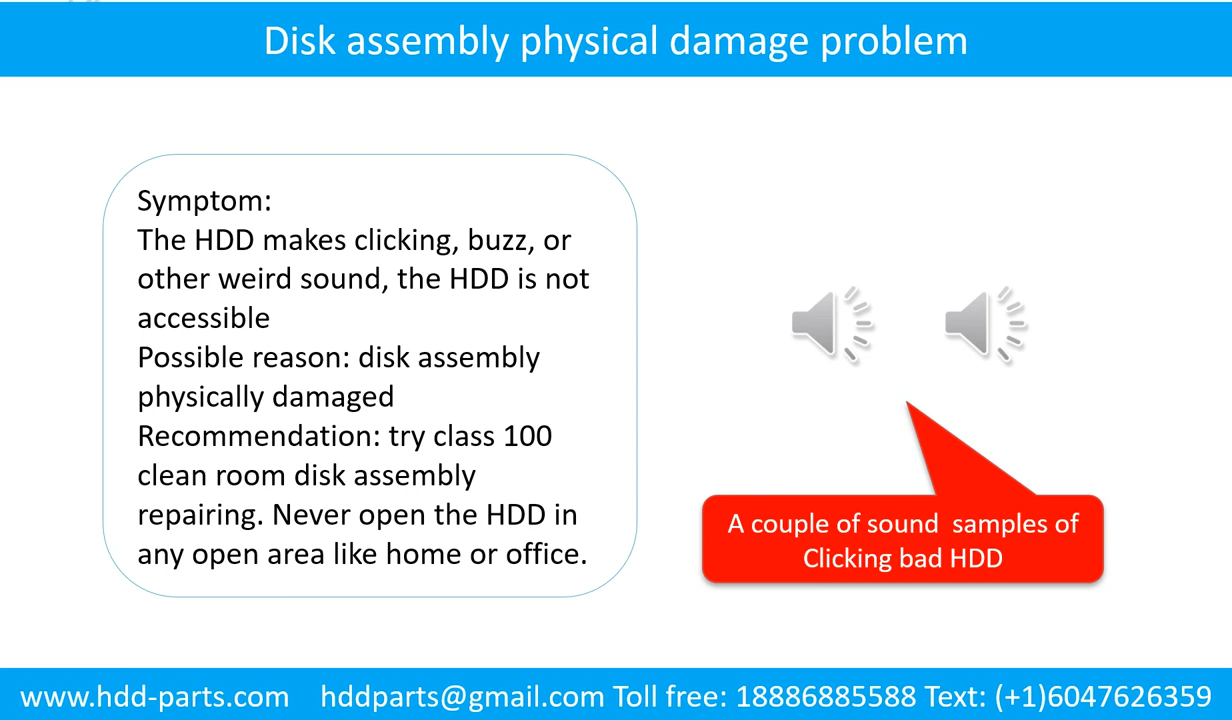 Disk assembly physical damage problem
Symptom:
The HDD makes clicking, buzz, or
other weird sound, the HDD is not
accessible
Possible reason: disk assembly
physically damaged
Recommendation: try class 100
clean room disk assembly
repairing. Never open the HDD in
any open area like home or office.
A couple of sound  samples of
Clicking bad HDD
www.hdd-parts.com    hddparts@gmail.com Toll free: 18886885588 Text: (+1)6047626359